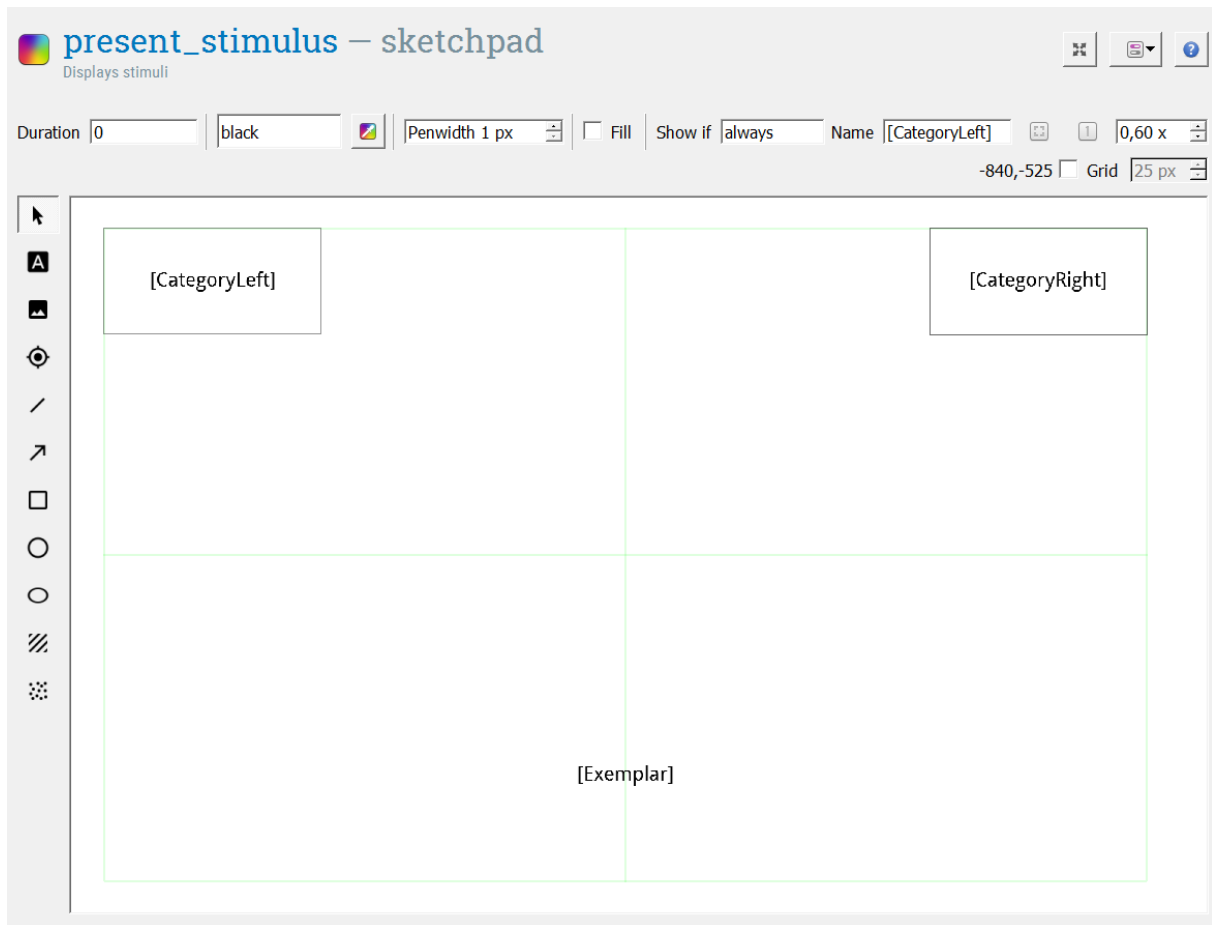 present_stimulus — sketchpad
Displays stimuli
Duration 0 black Penwidth 1 px Fill Show if always Name [CategoryLeft] 1 0,60 x
-840,-525 Grid 25 px
A
[CategoryLeft] [CategoryRight]
[Exemplar]